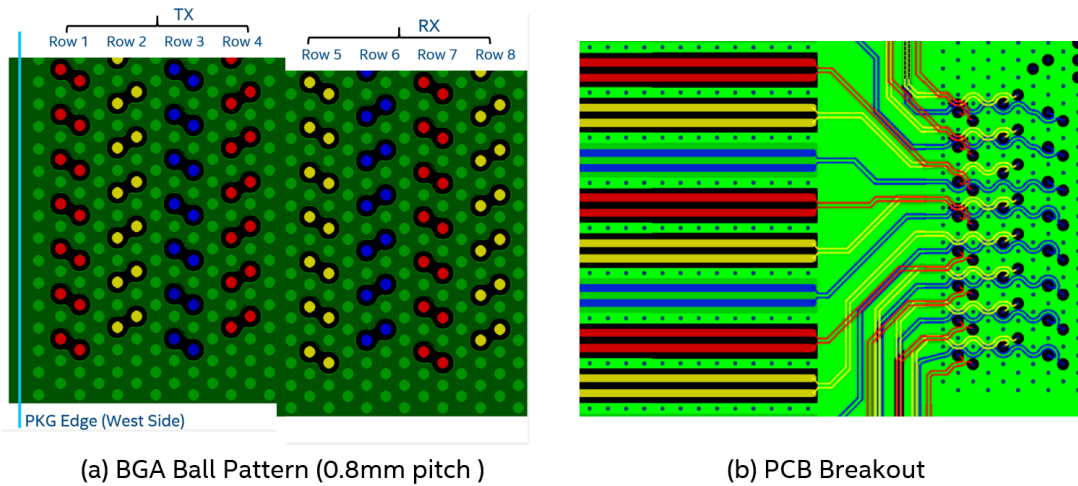 TX
RX
Row 1 Row 2 Row 3 Row 4
Row 5 Row 6 Row 7 Row 8
PKG Edge (West Side)
(a) BGA Ball Pattern (0.8mm pitch )
(b) PCB Breakout